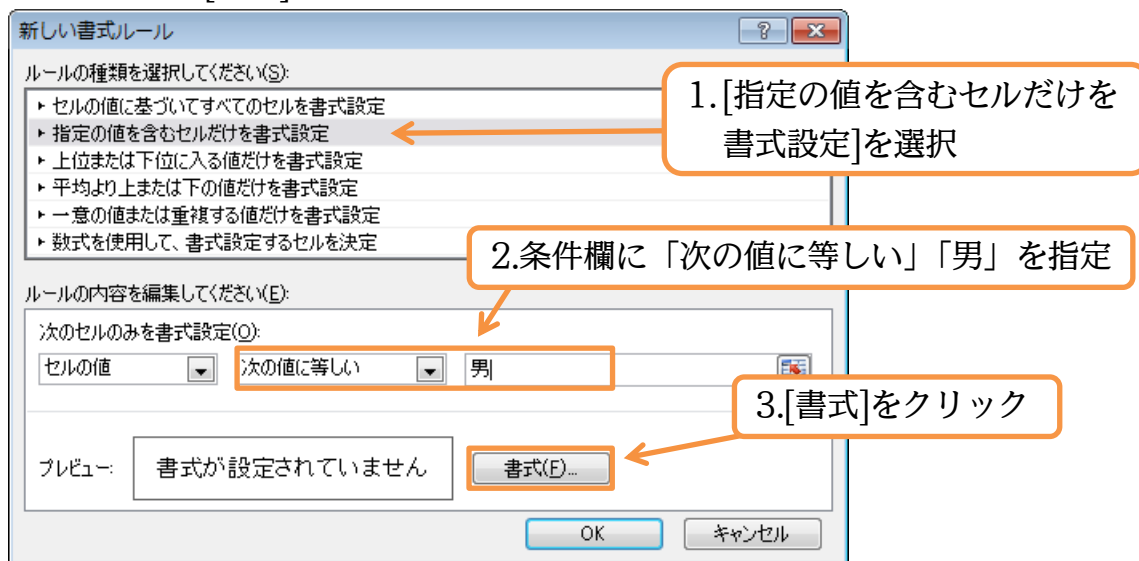 新しい書式ルール
ルールの種類を選択してください(S):
▸ セルの値に基づいてすべてのセルを書式設定
▸ 指定の値を含むセルだけを書式設定
▸ 上位または下位に入る値だけを書式設定
▸ 平均より上または下の値だけを書式設定
▸ 一意の値または重複する値だけを書式設定
▸ 数式を使用して、書式設定するセルを決定
1.[指定の値を含むセルだけを
書式設定]を選択
2.条件欄に「次の値に等しい」「男」を指定
ルールの内容を編集してください(E):
次のセルのみを書式設定(O):
セルの値 次の値に等しい 男
3.[書式]をクリック
プレビュー: 書式が設定されていません 書式(F)...
OK キャンセル